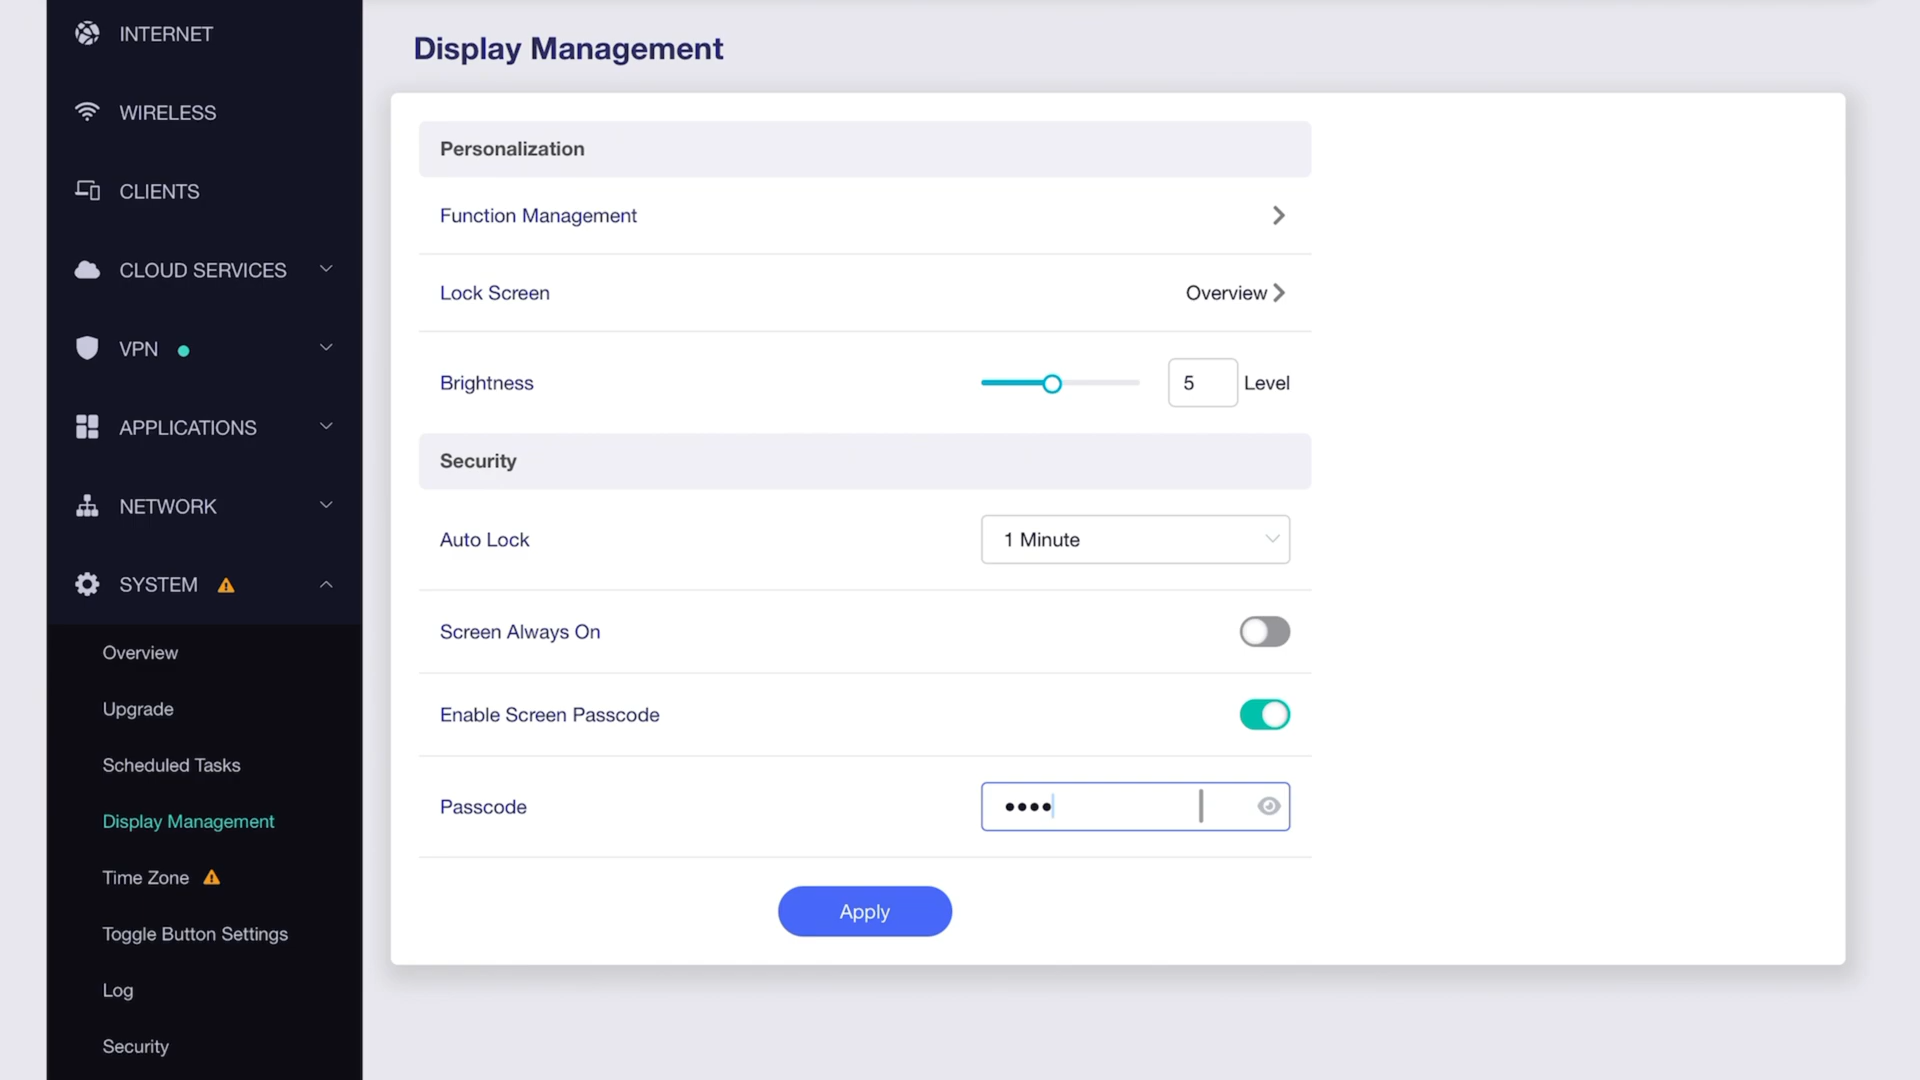 INTERNET
WIRELESS
CLIENTS
CLOUD SERVICES
VPN
APPLICATIONS
NETWORK
SYSTEM
Overview
Upgrade
Scheduled Tasks
Display Management
Time Zone
Toggle Button Settings
Log
Security
Display Management
Personalization
Function Management
Lock Screen Overview
Brightness 5 Level
Security
Auto Lock 1 Minute
Screen Always On
Enable Screen Passcode
Passcode ••••
Apply